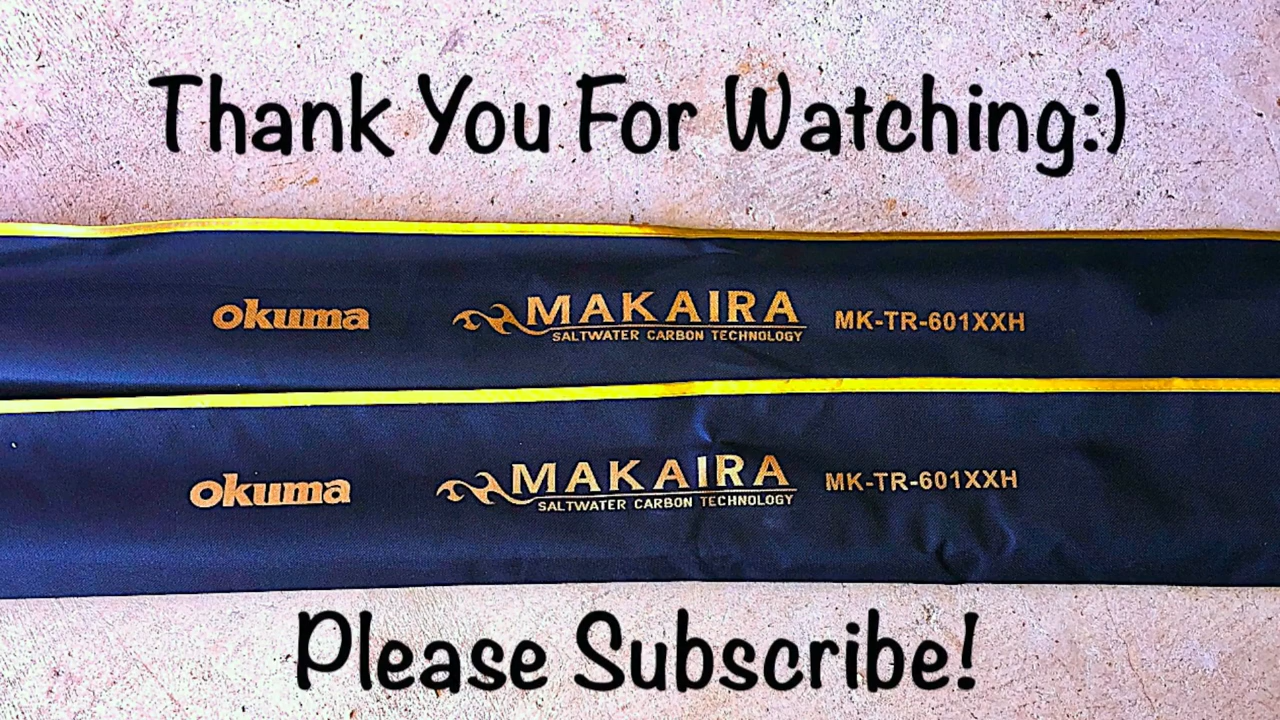 Thank You For Watching:)
okuma MAKAIRA MK-TR-601XXH
SALTWATER CARBON TECHNOLOGY
okuma MAKAIRA MK-TR-601XXH
SALTWATER CARBON TECHNOLOGY
Please Subscribe!